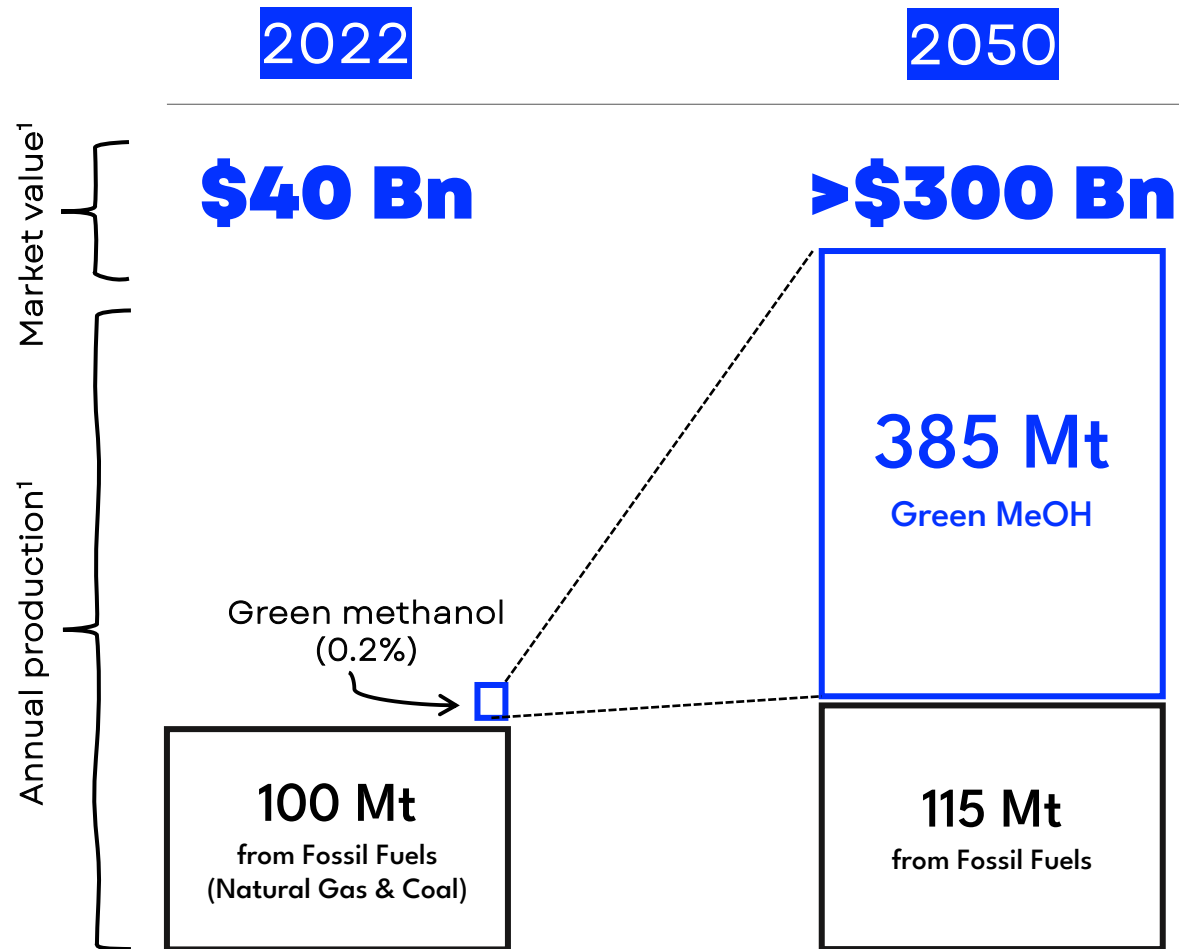 2022
2050
Market value¹
$40 Bn
>$300 Bn
Annual production¹
385 Mt
Green MeOH
Green methanol
(0.2%)
100 Mt
from Fossil Fuels
(Natural Gas & Coal)
115 Mt
from Fossil Fuels